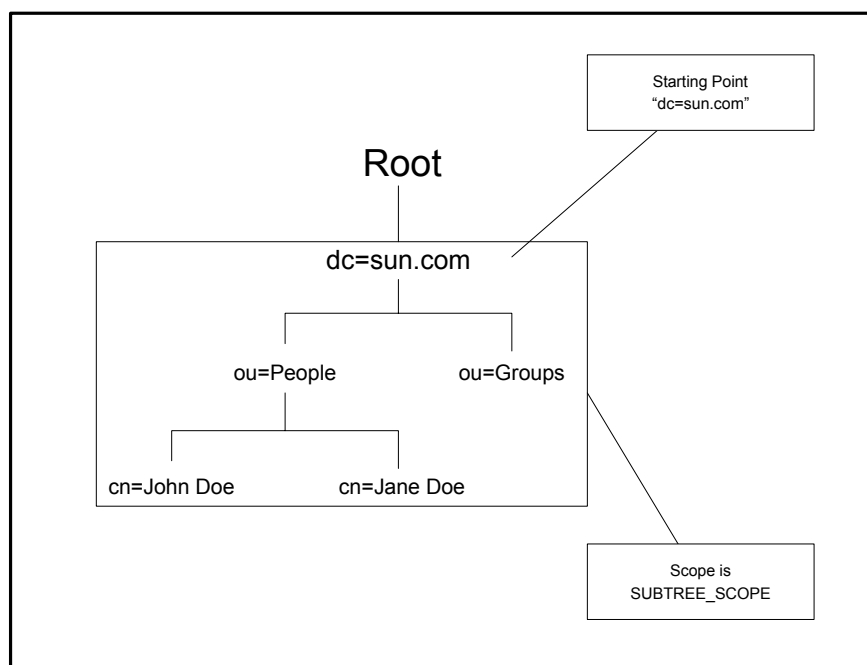 Starting Point
“dc=sun.com”
Root
dc=sun.com
ou=People
ou=Groups
cn=John Doe
cn=Jane Doe
Scope is
SUBTREE_SCOPE